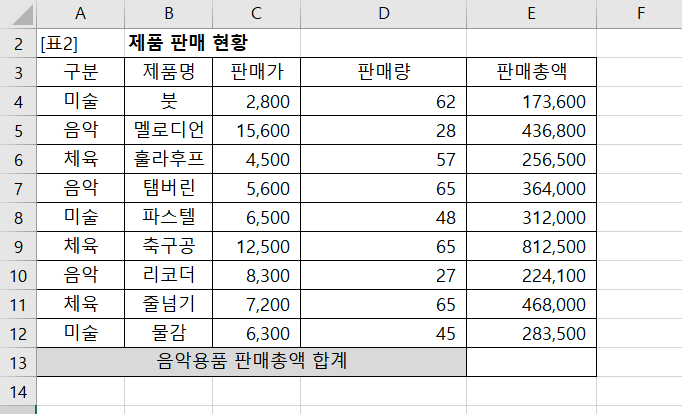 A B C D E F
2 [표2] 제품 판매 현황
3 구분 제품명 판매가 판매량 판매총액
4 미술 붓 2,800 62 173,600
5 음악 멜로디언 15,600 28 436,800
6 체육 훌라후프 4,500 57 256,500
7 음악 탬버린 5,600 65 364,000
8 미술 파스텔 6,500 48 312,000
9 체육 축구공 12,500 65 812,500
10 음악 리코더 8,300 27 224,100
11 체육 줄넘기 7,200 65 468,000
12 미술 물감 6,300 45 283,500
13 음악용품 판매총액 합계
14